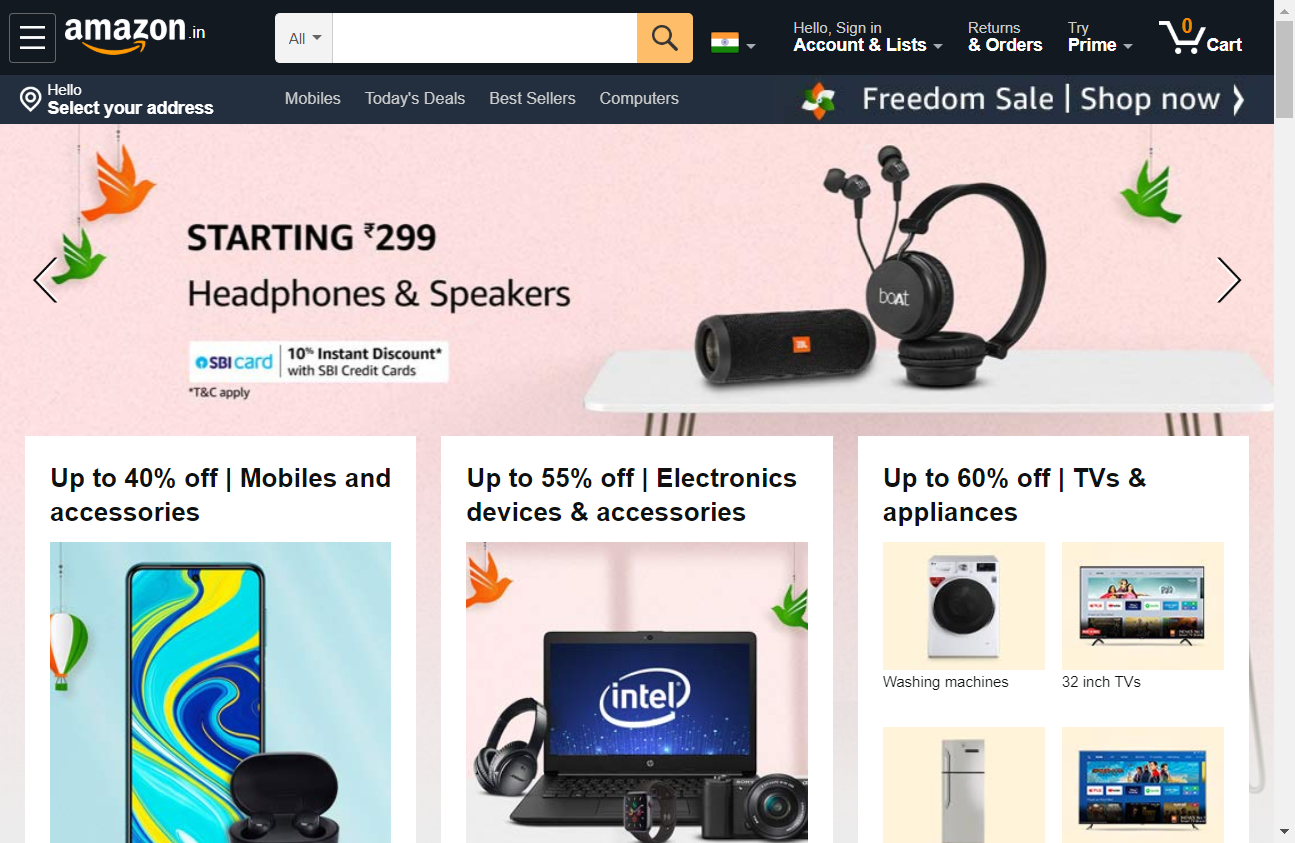 amazon.in
All
Hello, Sign in
Account & Lists
Returns
& Orders
Try
Prime
0
Cart
Hello
Select your address
Mobiles
Today's Deals
Best Sellers
Computers
Freedom Sale | Shop now
STARTING ₹299
Headphones & Speakers
SBI card
10% Instant Discount*
with SBI Credit Cards
*T&C apply
boAt
JBL
Up to 40% off | Mobiles and
accessories
Up to 55% off | Electronics
devices & accessories
Up to 60% off | TVs &
appliances
intel
hp
SONY
Washing machines
32 inch TVs